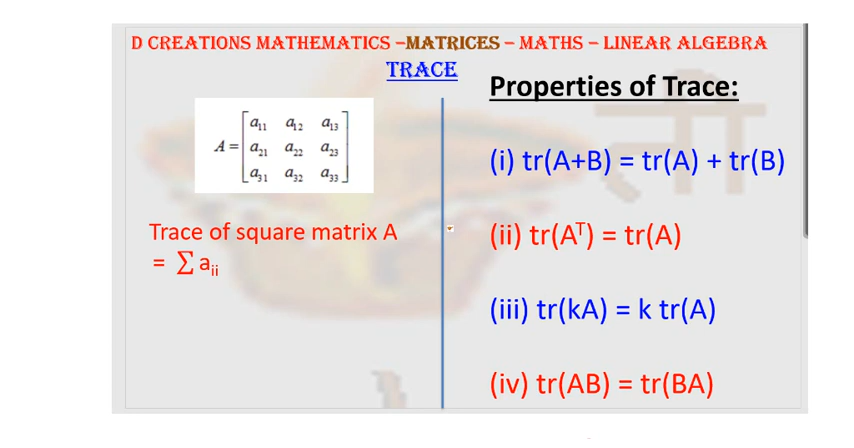 D CREATIONS MATHEMATICS –MATRICES – MATHS – LINEAR ALGEBRA
TRACE
A = [a₁₁ a₁₂ a₁₃
a₂₁ a₂₂ a₂₃
a₃₁ a₃₂ a₃₃]
Trace of square matrix A
= ∑ aᵢᵢ
Properties of Trace:
(i) tr(A+B) = tr(A) + tr(B)
(ii) tr(Aᵀ) = tr(A)
(iii) tr(kA) = k tr(A)
(iv) tr(AB) = tr(BA)